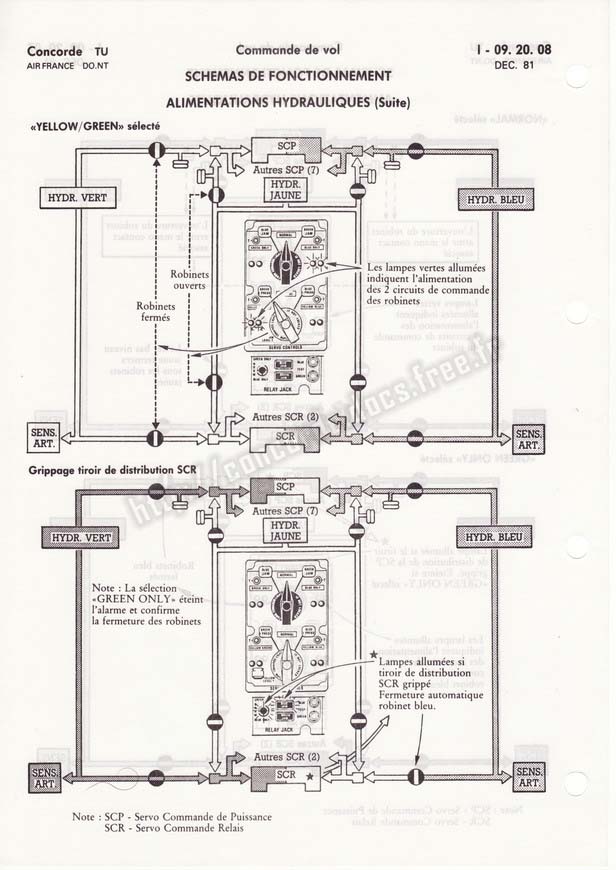 Concorde TU
AIR FRANCE DO.NT
Commande de vol
I - 09. 20. 08
DEC. 81
SCHEMAS DE FONCTIONNEMENT
ALIMENTATIONS HYDRAULIQUES (Suite)
«YELLOW/GREEN» sélecté
SCP
Autres SCP (7)
HYDR. VERT
HYDR. JAUNE
HYDR. BLEU
NORMAL
Robinets ouverts
Robinets fermés
Les lampes vertes allumées
indiquent l'alimentation
des 2 circuits de commande
des robinets
SERVO CONTROLS
RELAY JACK
Autres SCR (2)
SENS. ART.
SCR
SENS. ART.
Grippage tiroir de distribution SCR
SCP
Autres SCP (7)
HYDR. VERT
HYDR. JAUNE
HYDR. BLEU
NORMAL
Note : La sélection
«GREEN ONLY» éteint
l'alarme et confirme
la fermeture des robinets
Lampes allumées si
tiroir de distribution
SCR grippé
Fermeture automatique
robinet bleu.
RELAY JACK
Autres SCR (2)
SENS. ART.
SCR
SENS. ART.
Note : SCP - Servo Commande de Puissance
SCR - Servo Commande Relais